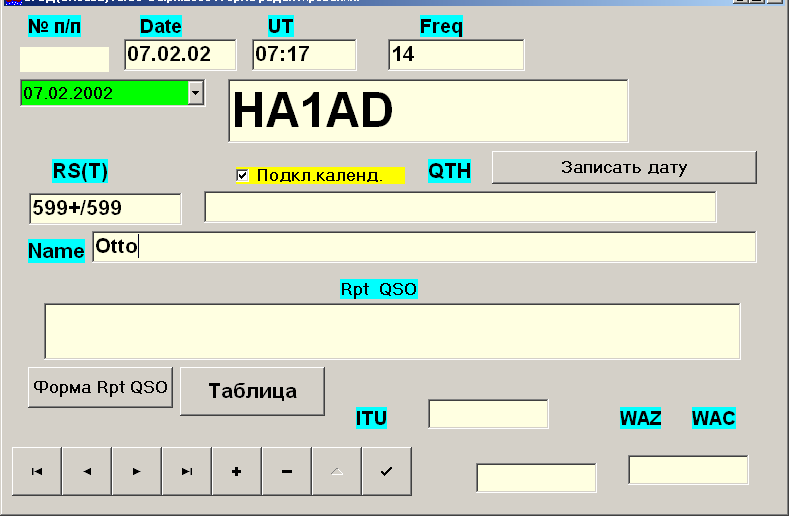 № п/п Date UT Freq
07.02.02 07:17 14
07.02.2002
HA1AD
RS(T) Подкл.календ. QTH Записать дату
599+/599
Name Otto
Rpt QSO
Форма Rpt QSO Таблица
ITU WAZ WAC